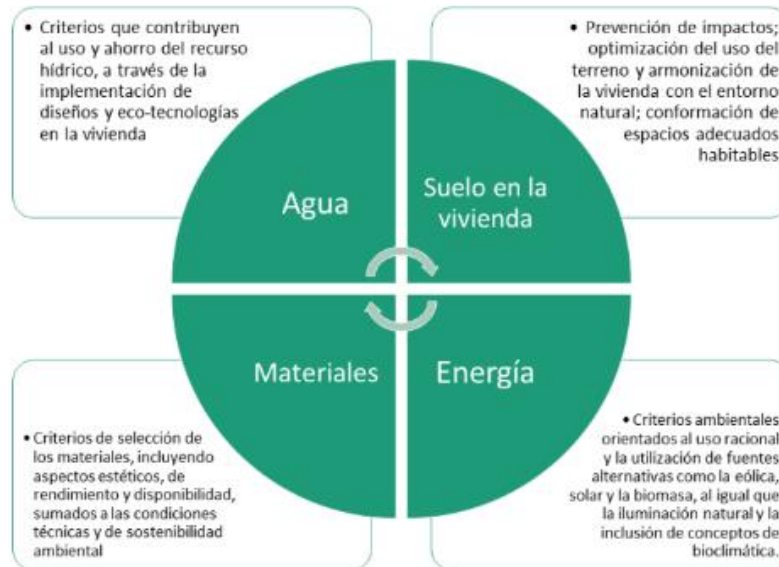 • Criterios que contribuyen
al uso y ahorro del recurso
hídrico, a través de la
implementación de
diseños y eco-tecnologías
en la vivienda
• Prevención de impactos;
optimización del uso del
terreno y armonización de
la vivienda con el entorno
natural; conformación de
espacios adecuados
habitables
Agua
Suelo en la
vivienda
Materiales
Energía
• Criterios de selección de
los materiales, incluyendo
aspectos estéticos, de
rendimiento y disponibilidad,
sumados a las condiciones
técnicas y de sostenibilidad
ambiental
• Criterios ambientales
orientados al uso racional
y la utilización de fuentes
alternativas como la eólica,
solar y la biomasa, al igual que
la iluminación natural y la
inclusión de conceptos de
bioclimática.